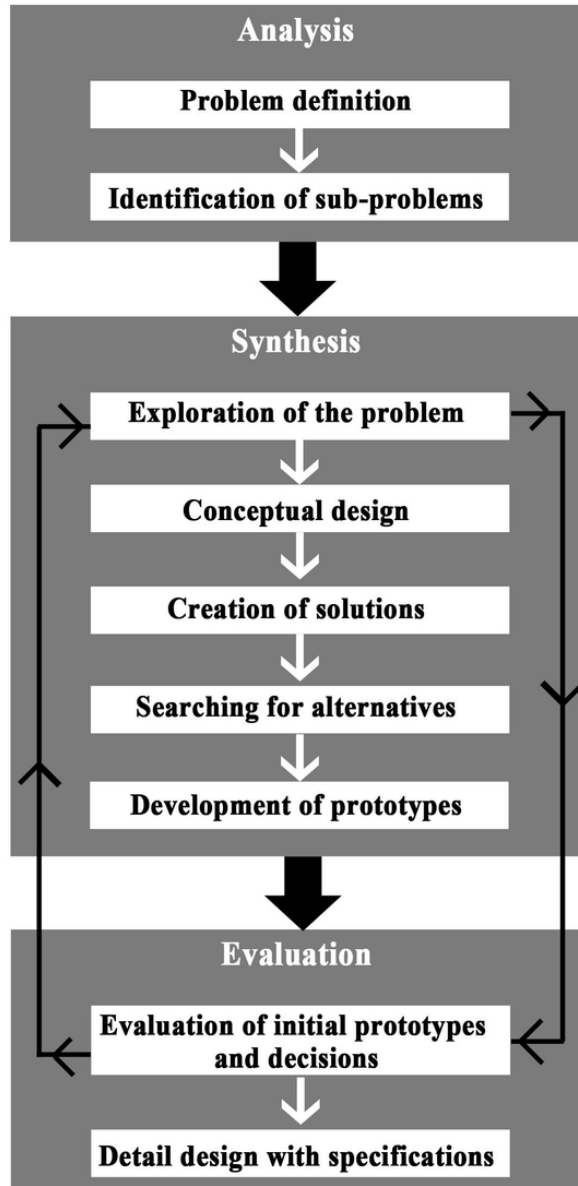 Analysis
Problem definition
Identification of sub-problems
Synthesis
Exploration of the problem
Conceptual design
Creation of solutions
Searching for alternatives
Development of prototypes
Evaluation
Evaluation of initial prototypes
and decisions
Detail design with specifications